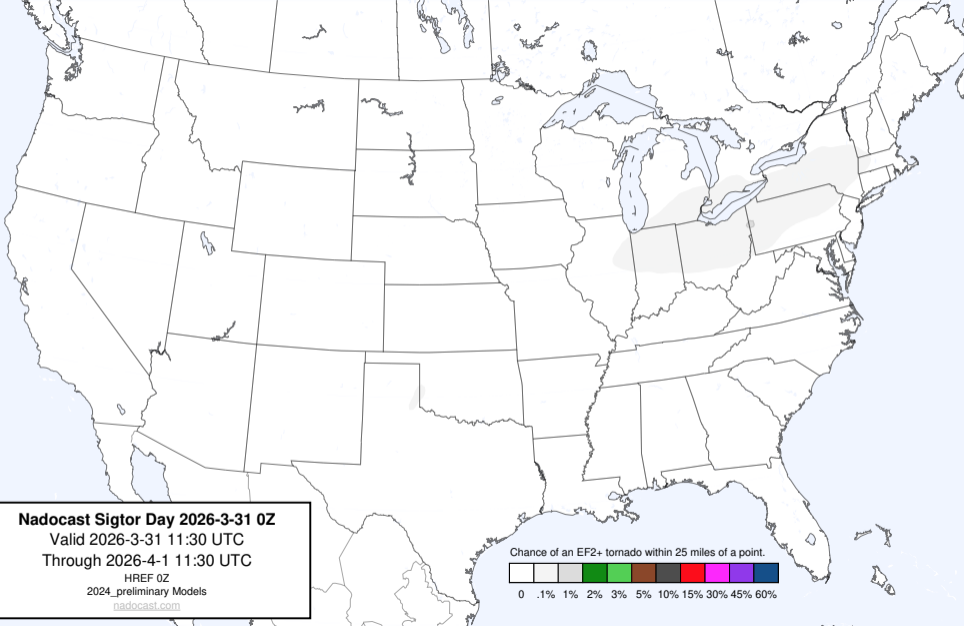 Nadocast Sigtor Day 2026-3-31 0Z
Valid 2026-3-31 11:30 UTC
Through 2026-4-1 11:30 UTC
HREF 0Z
2024_preliminary Models
nadocast.com
Chance of an EF2+ tornado within 25 miles of a point.
0 .1% 1% 2% 3% 5% 10% 15% 30% 45% 60%